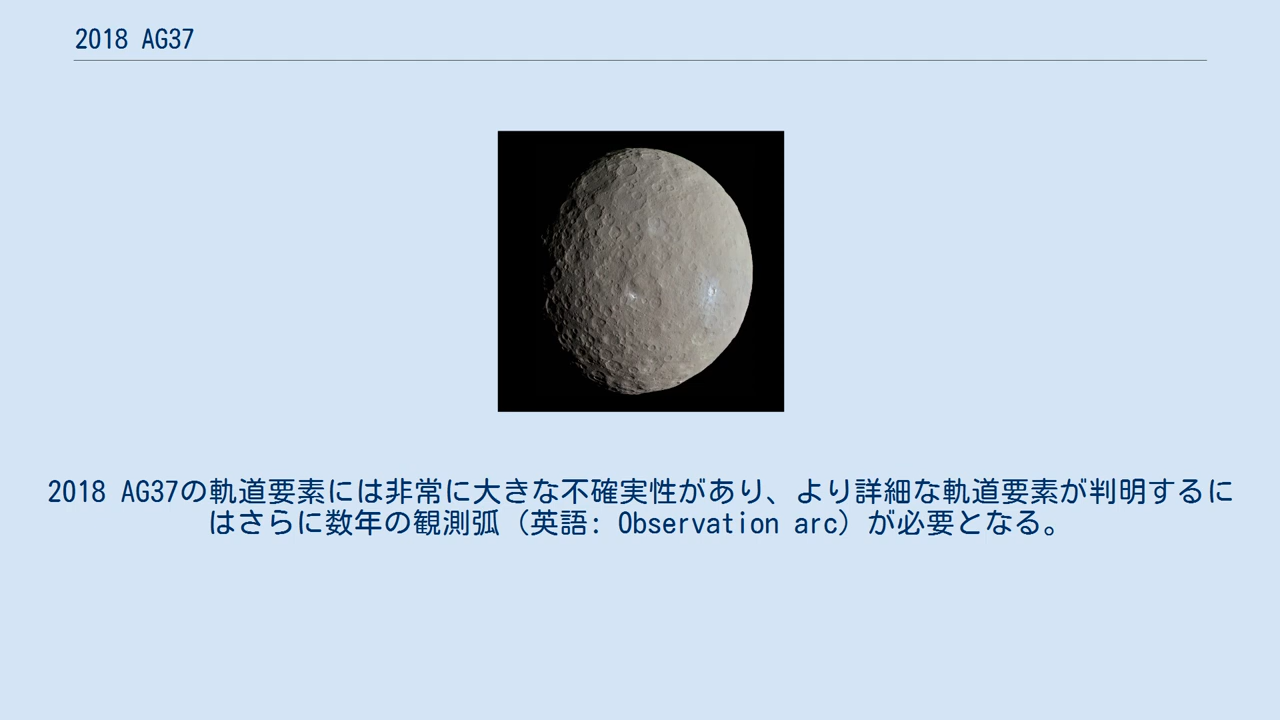 2018 AG37
2018 AG37の軌道要素には非常に大きな不確実性があり、より詳細な軌道要素が判明するに
はさらに数年の観測弧（英語: Observation arc）が必要となる。